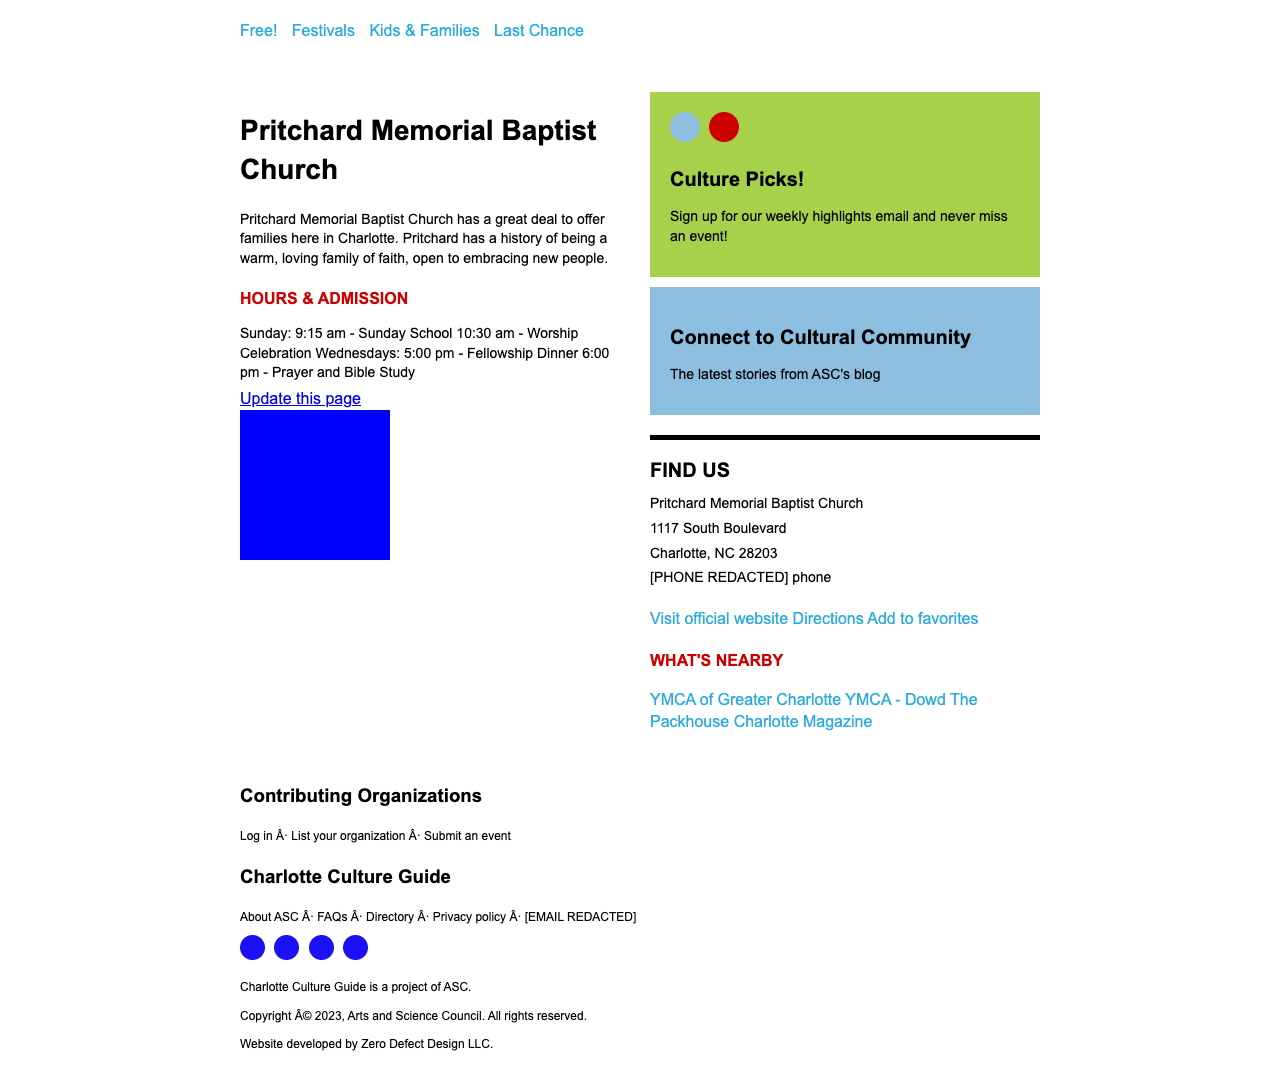 Free! Festivals Kids & Families Last Chance
Pritchard Memorial Baptist
Church
Pritchard Memorial Baptist Church has a great deal to offer
families here in Charlotte. Pritchard has a history of being a
warm, loving family of faith, open to embracing new people.
HOURS & ADMISSION
Sunday: 9:15 am - Sunday School 10:30 am - Worship
Celebration Wednesdays: 5:00 pm - Fellowship Dinner 6:00
pm - Prayer and Bible Study
Update this page
Culture Picks!
Sign up for our weekly highlights email and never miss
an event!
Connect to Cultural Community
The latest stories from ASC's blog
FIND US
Pritchard Memorial Baptist Church
1117 South Boulevard
Charlotte, NC 28203
[PHONE REDACTED] phone
Visit official website Directions Add to favorites
WHAT'S NEARBY
YMCA of Greater Charlotte YMCA - Dowd The
Packhouse Charlotte Magazine
Contributing Organizations
Log in Â· List your organization Â· Submit an event
Charlotte Culture Guide
About ASC Â· FAQs Â· Directory Â· Privacy policy Â· [EMAIL REDACTED]
Charlotte Culture Guide is a project of ASC.
Copyright Â© 2023, Arts and Science Council. All rights reserved.
Website developed by Zero Defect Design LLC.